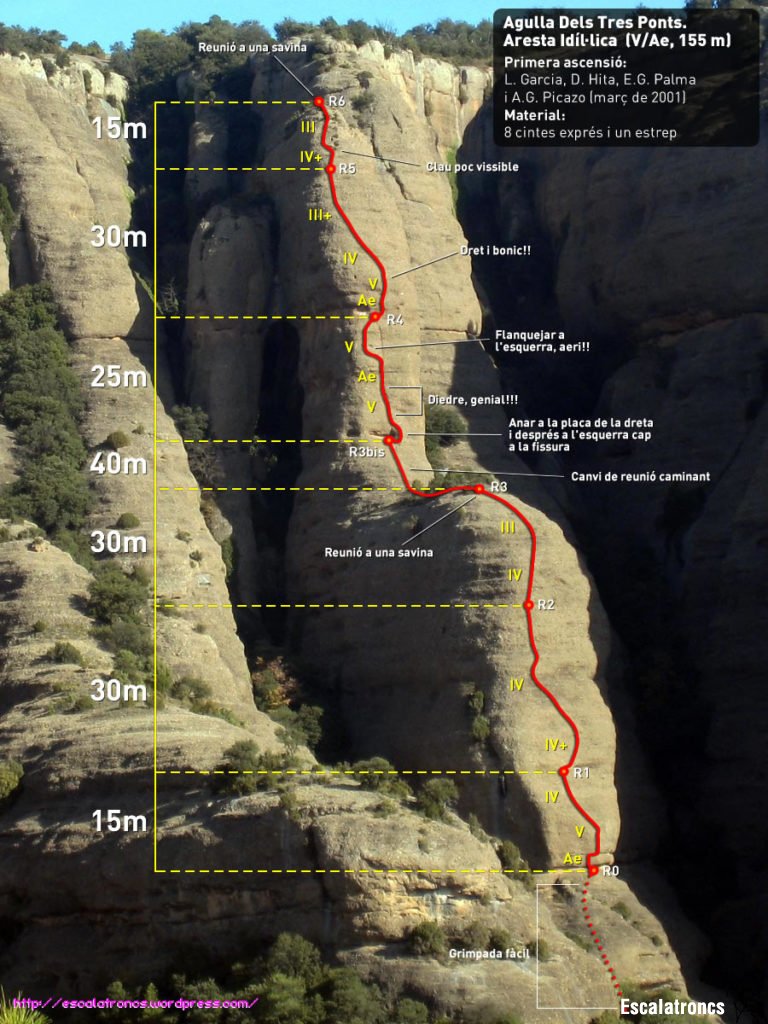 Agulla Dels Tres Ponts.
Aresta Idíl·lica (V/Ae, 155 m)
Primera ascensió:
L. Garcia, D. Hita, E.G. Palma
i A.G. Picazo (març de 2001)
Material:
8 cintes exprés i un estrep
Reunió a una savina
R6
15m
III
IV+
R5
Clau poc vissible
III+
30m
IV
Dret i bonic!!
V
Ae
R4
Flanquejar a
l'esquerra, aeri!!
V
25m
Ae
Diedre, genial!!!
V
Anar a la placa de la dreta
i després a l'esquerra cap
a la fissura
R3bis
40m
Canvi de reunió caminant
R3
III
30m
Reunió a una savina
IV
R2
IV
30m
IV+
R1
IV
15m
V
Ae
R0
Grimpada fàcil
http://escalatroncs.wordpress.com/
Escalatroncs